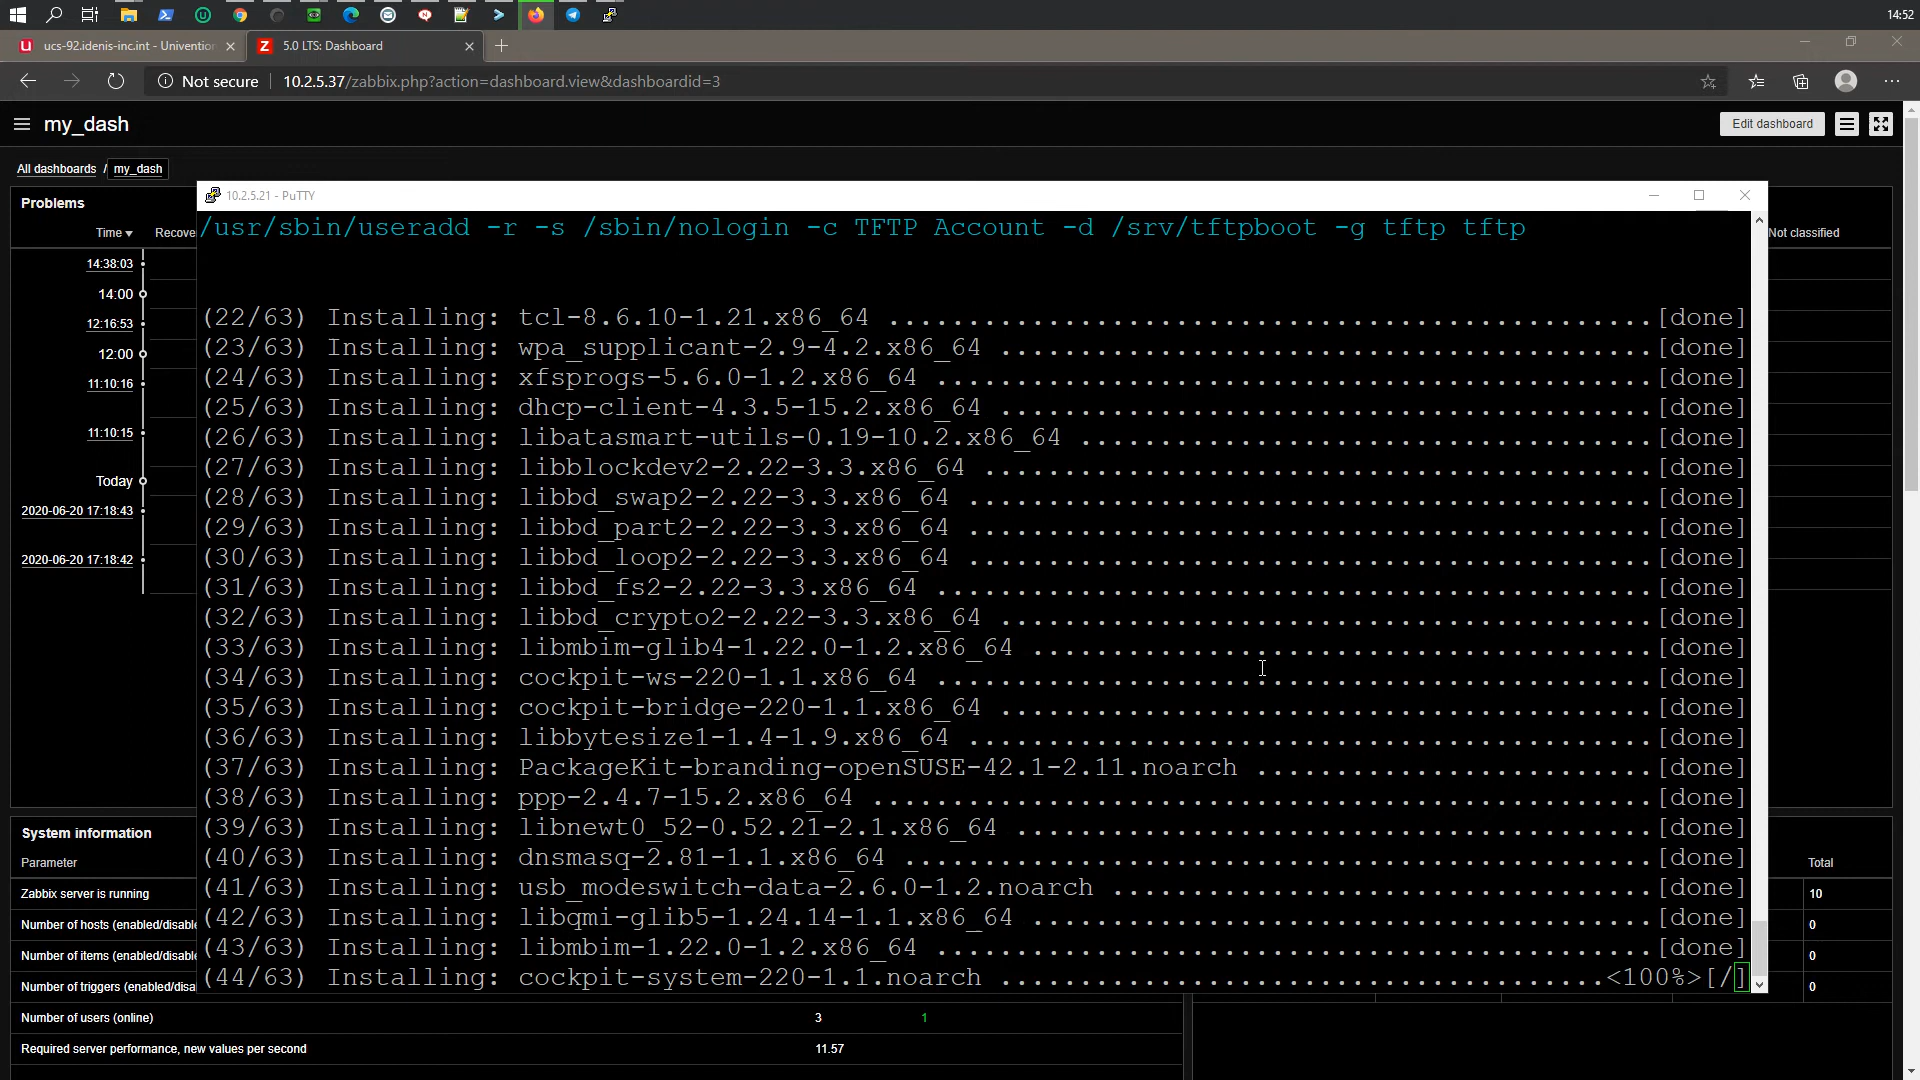 14:52
ucs-92.idenis-inc.int - Univention
5.0 LTS: Dashboard
Not secure
10.2.5.37/zabbix.php?action=dashboard.view&dashboardid=3
my_dash
Edit dashboard
All dashboards / my_dash
Problems
Time ▼ Recove
Not classified
14:38:03
14:00
12:16:53
12:00
11:10:16
11:10:15
Today
2020-06-20 17:18:43
2020-06-20 17:18:42
10.2.5.21 - PuTTY
/usr/sbin/useradd -r -s /sbin/nologin -c TFTP Account -d /srv/tftpboot -g tftp tftp
(22/63) Installing: tcl-8.6.10-1.21.x86_64 ................................................[done]
(23/63) Installing: wpa_supplicant-2.9-4.2.x86_64 .........................................[done]
(24/63) Installing: xfsprogs-5.6.0-1.2.x86_64 .............................................[done]
(25/63) Installing: dhcp-client-4.3.5-15.2.x86_64 .........................................[done]
(26/63) Installing: libatasmart-utils-0.19-10.2.x86_64 ....................................[done]
(27/63) Installing: libblockdev2-2.22-3.3.x86_64 ..........................................[done]
(28/63) Installing: libbd_swap2-2.22-3.3.x86_64 ...........................................[done]
(29/63) Installing: libbd_part2-2.22-3.3.x86_64 ...........................................[done]
(30/63) Installing: libbd_loop2-2.22-3.3.x86_64 ...........................................[done]
(31/63) Installing: libbd_fs2-2.22-3.3.x86_64 .............................................[done]
(32/63) Installing: libbd_crypto2-2.22-3.3.x86_64 .........................................[done]
(33/63) Installing: libmbim-glib4-1.22.0-1.2.x86_64 .......................................[done]
(34/63) Installing: cockpit-ws-220-1.1.x86_64 .............................................[done]
(35/63) Installing: cockpit-bridge-220-1.1.x86_64 .........................................[done]
(36/63) Installing: libbytesize1-1.4-1.9.x86_64 ...........................................[done]
(37/63) Installing: PackageKit-branding-openSUSE-42.1-2.11.noarch .........................[done]
(38/63) Installing: ppp-2.4.7-15.2.x86_64 .................................................[done]
(39/63) Installing: libnewt0_52-0.52.21-2.1.x86_64 ........................................[done]
(40/63) Installing: dnsmasq-2.81-1.1.x86_64 ...............................................[done]
(41/63) Installing: usb_modeswitch-data-2.6.0-1.2.noarch ..................................[done]
(42/63) Installing: libqmi-glib5-1.24.14-1.1.x86_64 .......................................[done]
(43/63) Installing: libmbim-1.22.0-1.2.x86_64 .............................................[done]
(44/63) Installing: cockpit-system-220-1.1.noarch ......................................<100%>[/]
System information
Parameter
Total
Zabbix server is running
10
Number of hosts (enabled/disable
0
Number of items (enabled/disable
0
Number of triggers (enabled/disa
0
Number of users (online) 3 1
Required server performance, new values per second 11.57